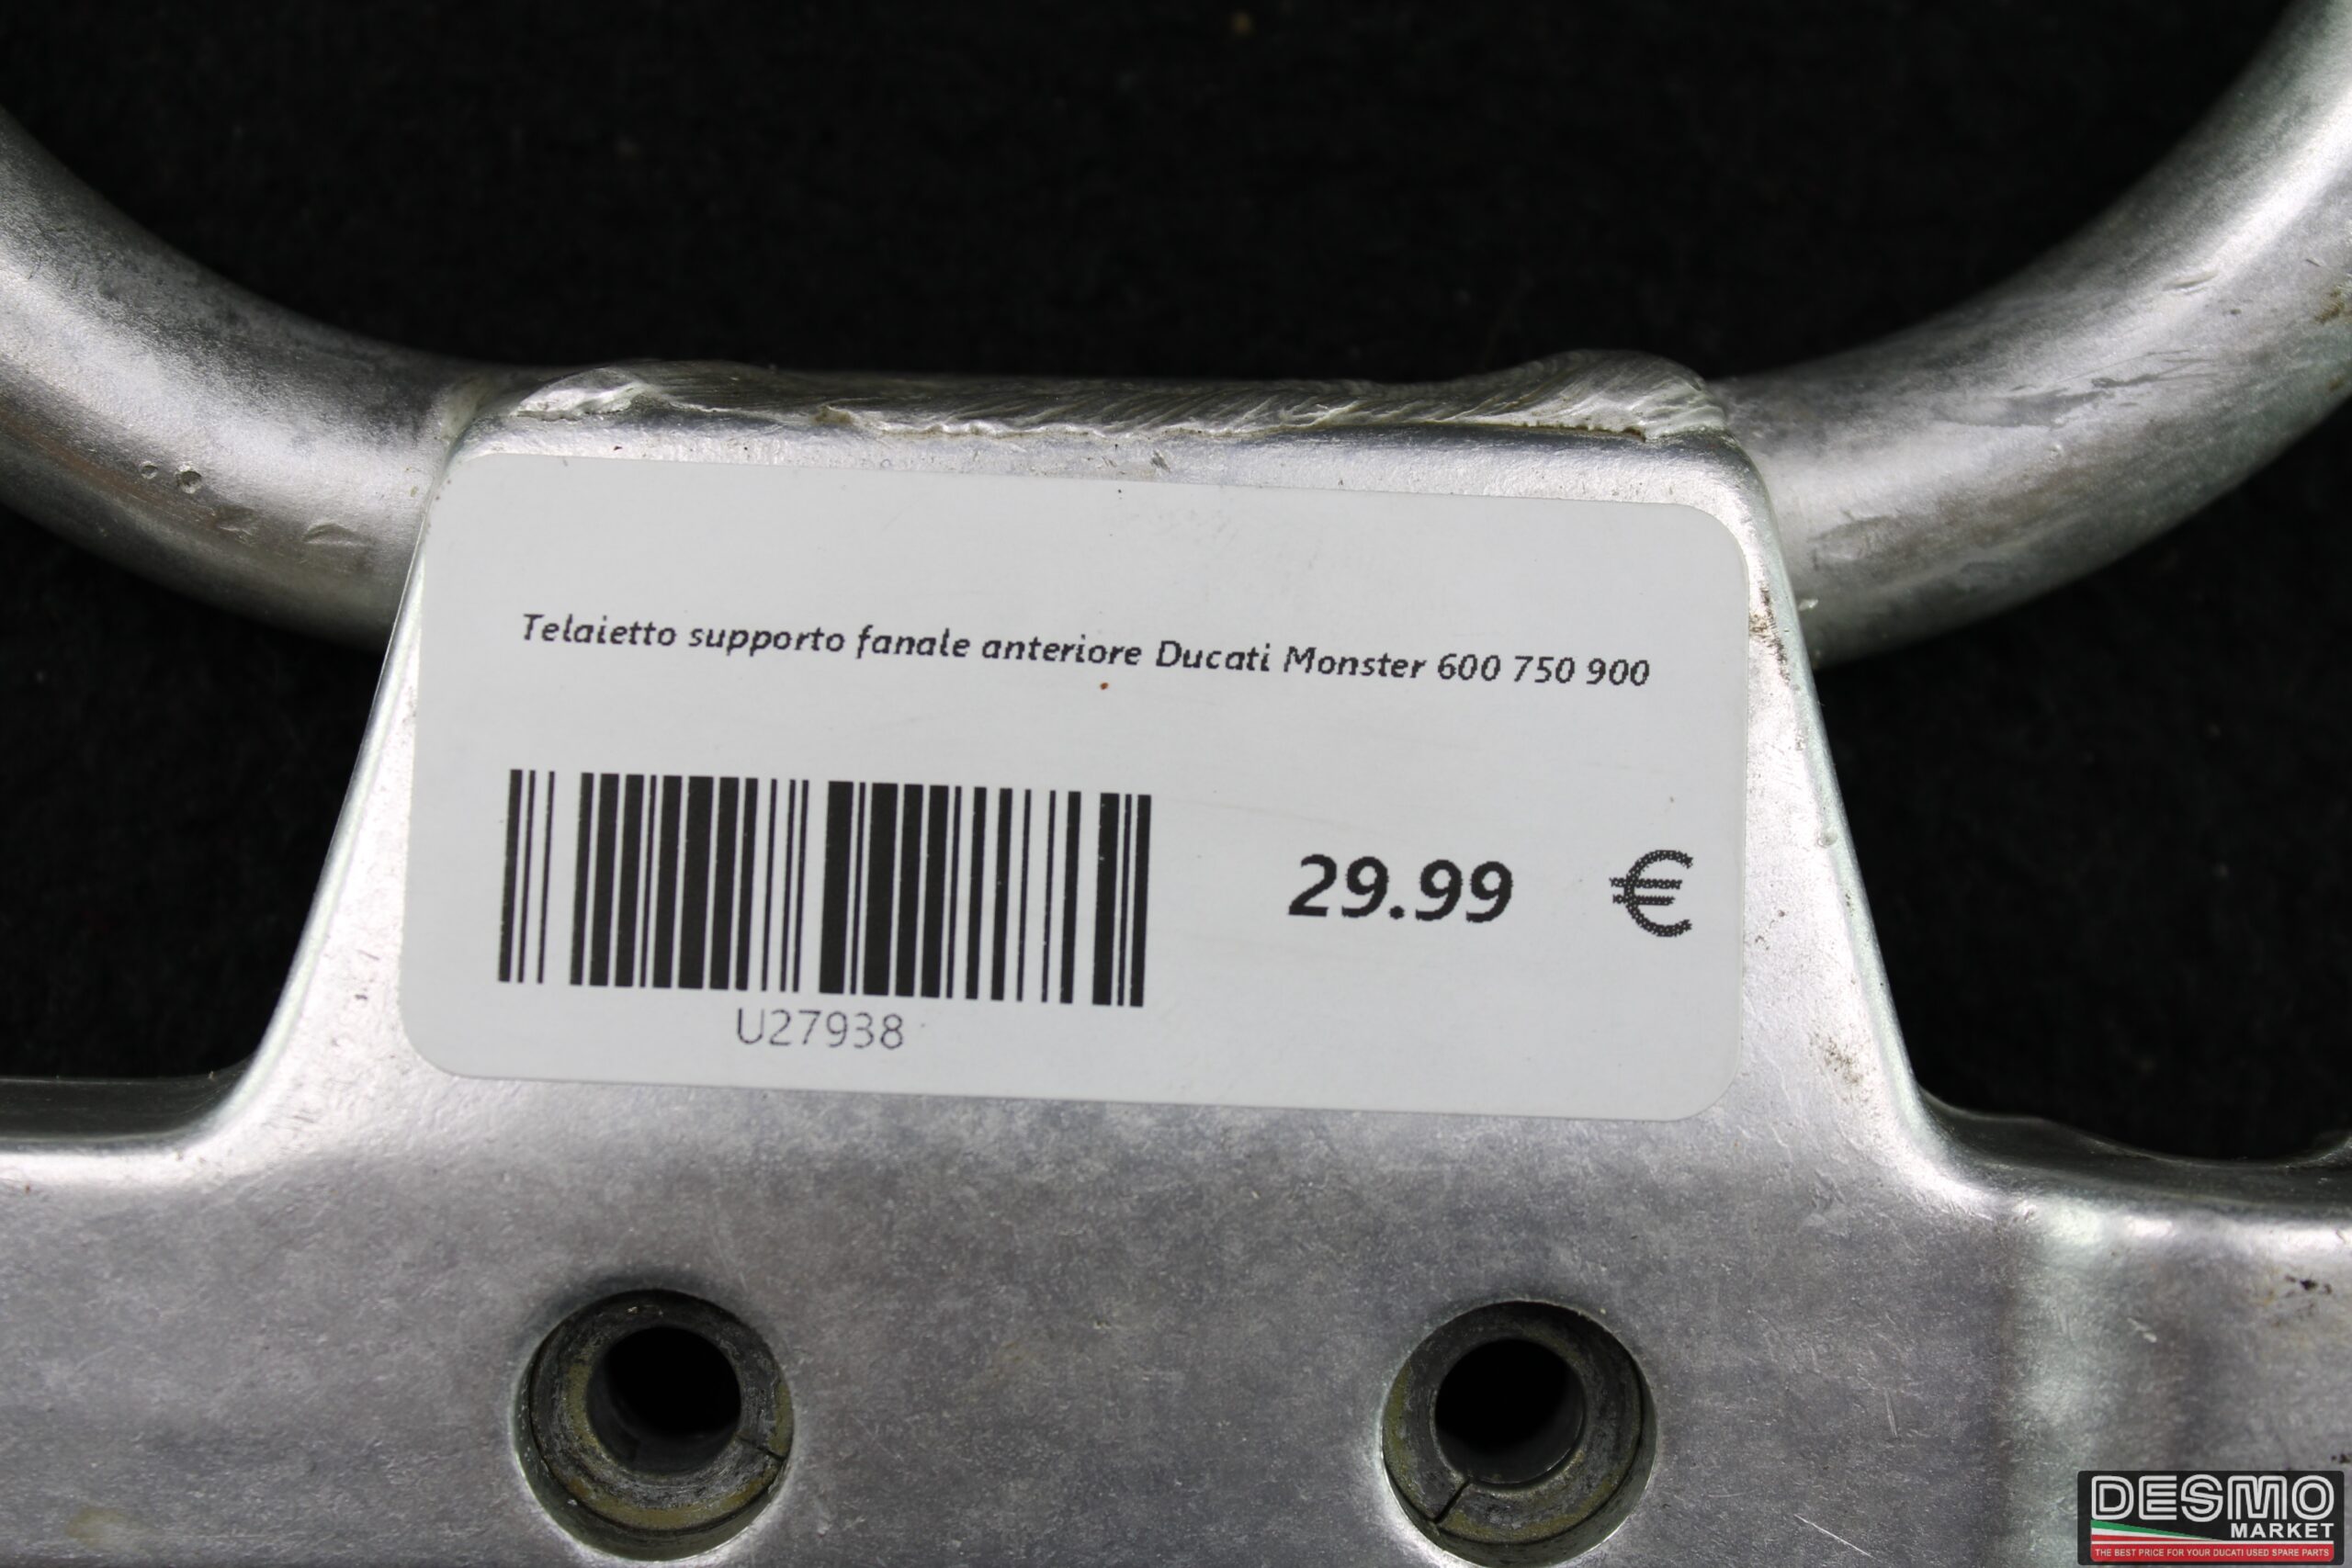 Telaietto supporto fanale anteriore Ducati Monster 600 750 900
29.99 €
U27938
DESMO
MARKET
THE BEST PRICE FOR YOUR DUCATI USED SPARE PARTS